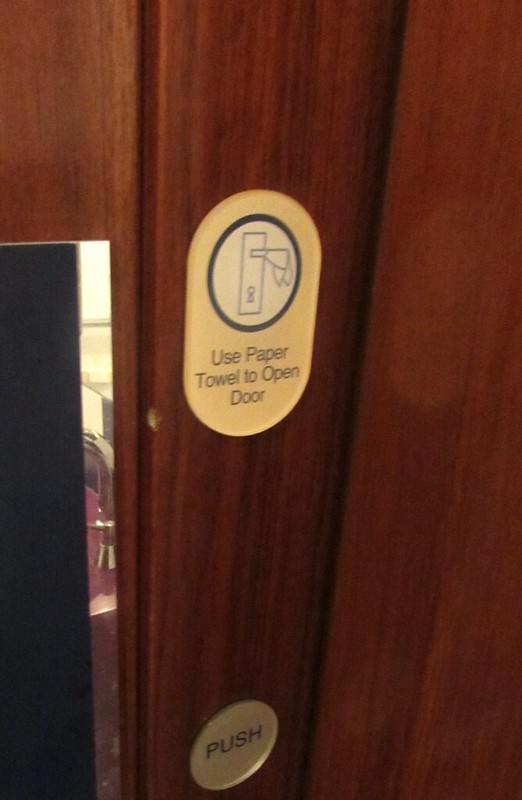 Use Paper
Towel to Open
Door
PUSH